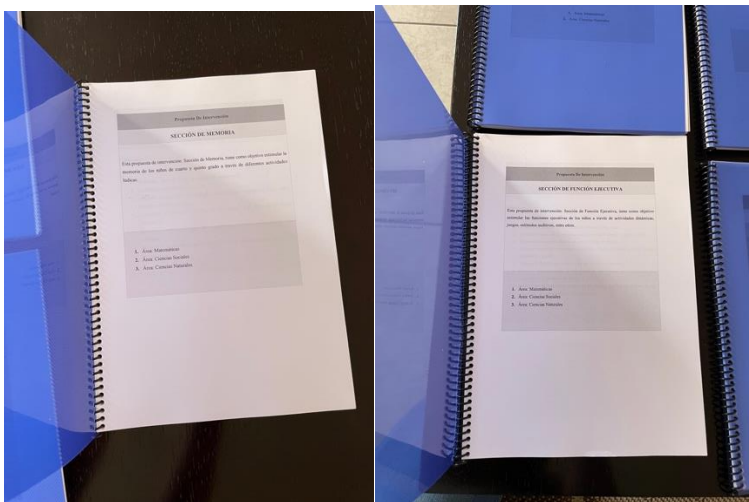 Propuesta De Intervención
SECCIÓN DE MEMORIA
Esta propuesta de intervención: Sección de Memoria, tiene como objetivo estimular la
memoria de los niños de cuarto y quinto grado a través de diferentes actividades
lúdicas.
1. Área: Matemáticas
2. Área: Ciencias Sociales
3. Área: Ciencias Naturales
Propuesta De Intervención
SECCIÓN DE FUNCIÓN EJECUTIVA
Esta propuesta de intervención: Sección de Función Ejecutiva, tiene como objetivo
estimular las funciones ejecutivas de los niños a través de actividades dinámicas,
juegos, estímulos auditivos, entre otros.
1. Área: Matemáticas
2. Área: Ciencias Sociales
3. Área: Ciencias Naturales